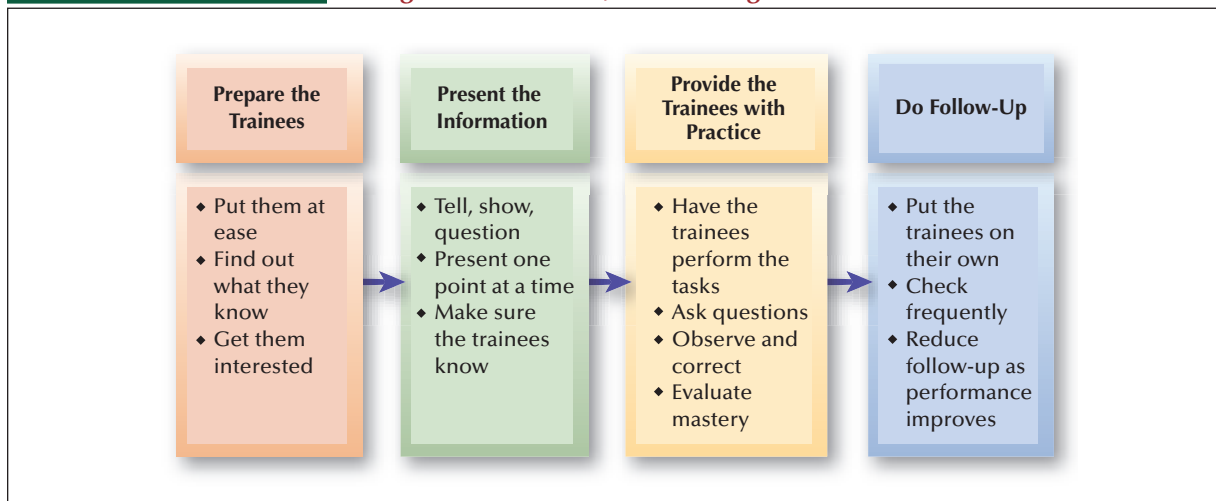 Prepare the
Trainees
◆ Put them at
ease
◆ Find out
what they
know
◆ Get them
interested
Present the
Information
◆ Tell, show,
question
◆ Present one
point at a time
◆ Make sure
the trainees
know
Provide the
Trainees with
Practice
◆ Have the
trainees
perform the
tasks
◆ Ask questions
◆ Observe and
correct
◆ Evaluate
mastery
Do Follow-Up
◆ Put the
trainees on
their own
◆ Check
frequently
◆ Reduce
follow-up as
performance
improves